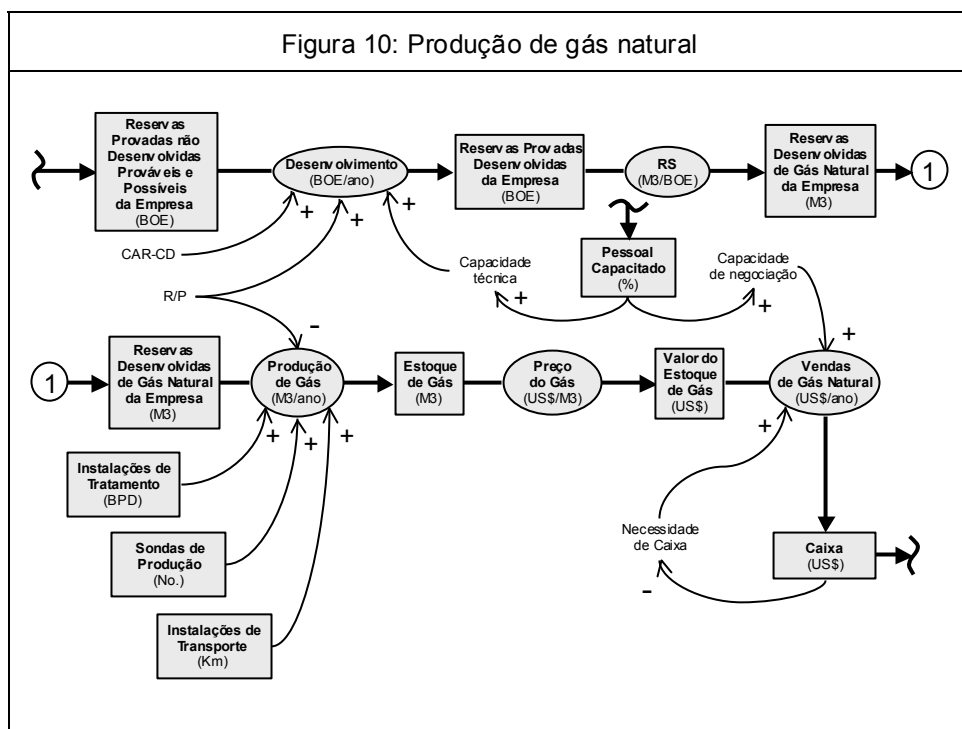 Figura 10: Produção de gás natural
Reservas
Provadas não
Desenvolvidas
Prováveis e
Possíveis
da Empresa
(BOE)
Desenvolvimento
(BOE/ano)
Reservas Provadas
Desenvolvidas
da Empresa
(BOE)
RS
(M3/BOE)
Reservas
Desenvolvidas
de Gás Natural
da Empresa
(M3)
1
+
+
+
CAR-CD
R/P
Capacidade
técnica
+
Pessoal
Capacitado
(%)
Capacidade
de negociação
+
-
+
1
Reservas
Desenvolvidas
de Gás Natural
da Empresa
(M3)
Produção
de Gás
(M3/ano)
Estoque
de Gás
(M3)
Preço
do Gás
(US$/M3)
Valor do
Estoque
de Gás
(US$)
Vendas
de Gás Natural
(US$/ano)
+
+
+
+
Instalações de
Tratamento
(BPD)
Sondas de
Produção
(No.)
Instalações de
Transporte
(Km)
Necessidade
de Caixa
-
Caixa
(US$)